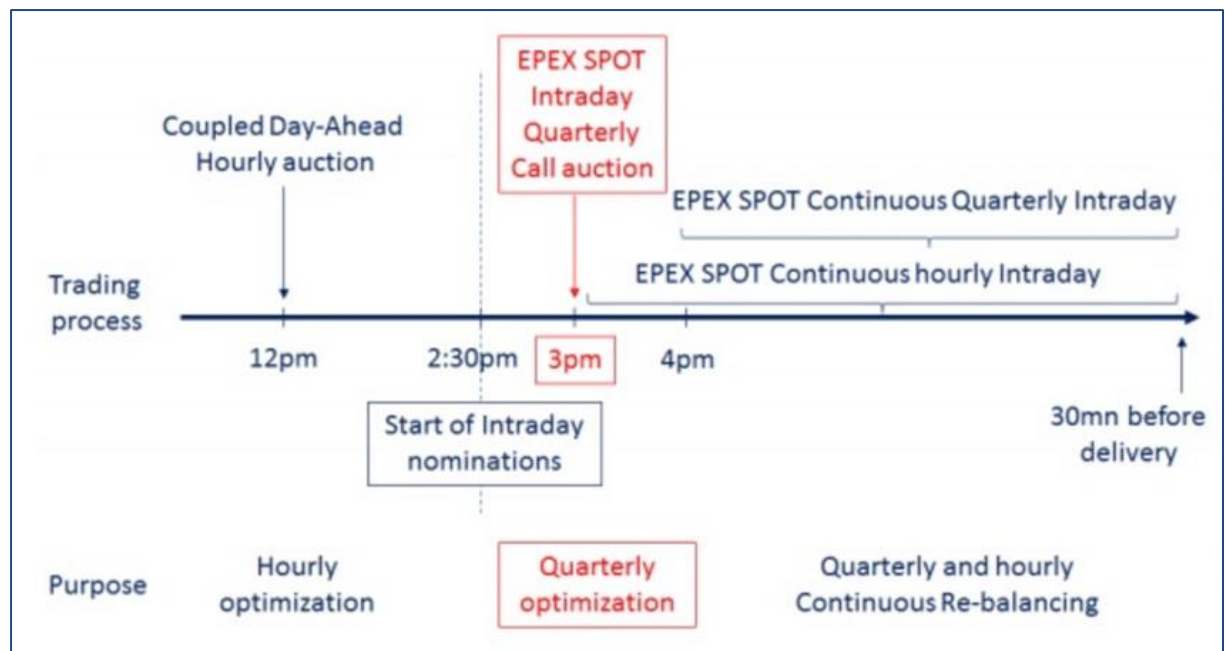 EPEX SPOT
Intraday
Quarterly
Call auction
Coupled Day-Ahead
Hourly auction
EPEX SPOT Continuous Quarterly Intraday
EPEX SPOT Continuous hourly Intraday
Trading
process
12pm
2:30pm
3pm
4pm
Start of Intraday
nominations
30mn before
delivery
Purpose
Hourly
optimization
Quarterly
optimization
Quarterly and hourly
Continuous Re-balancing